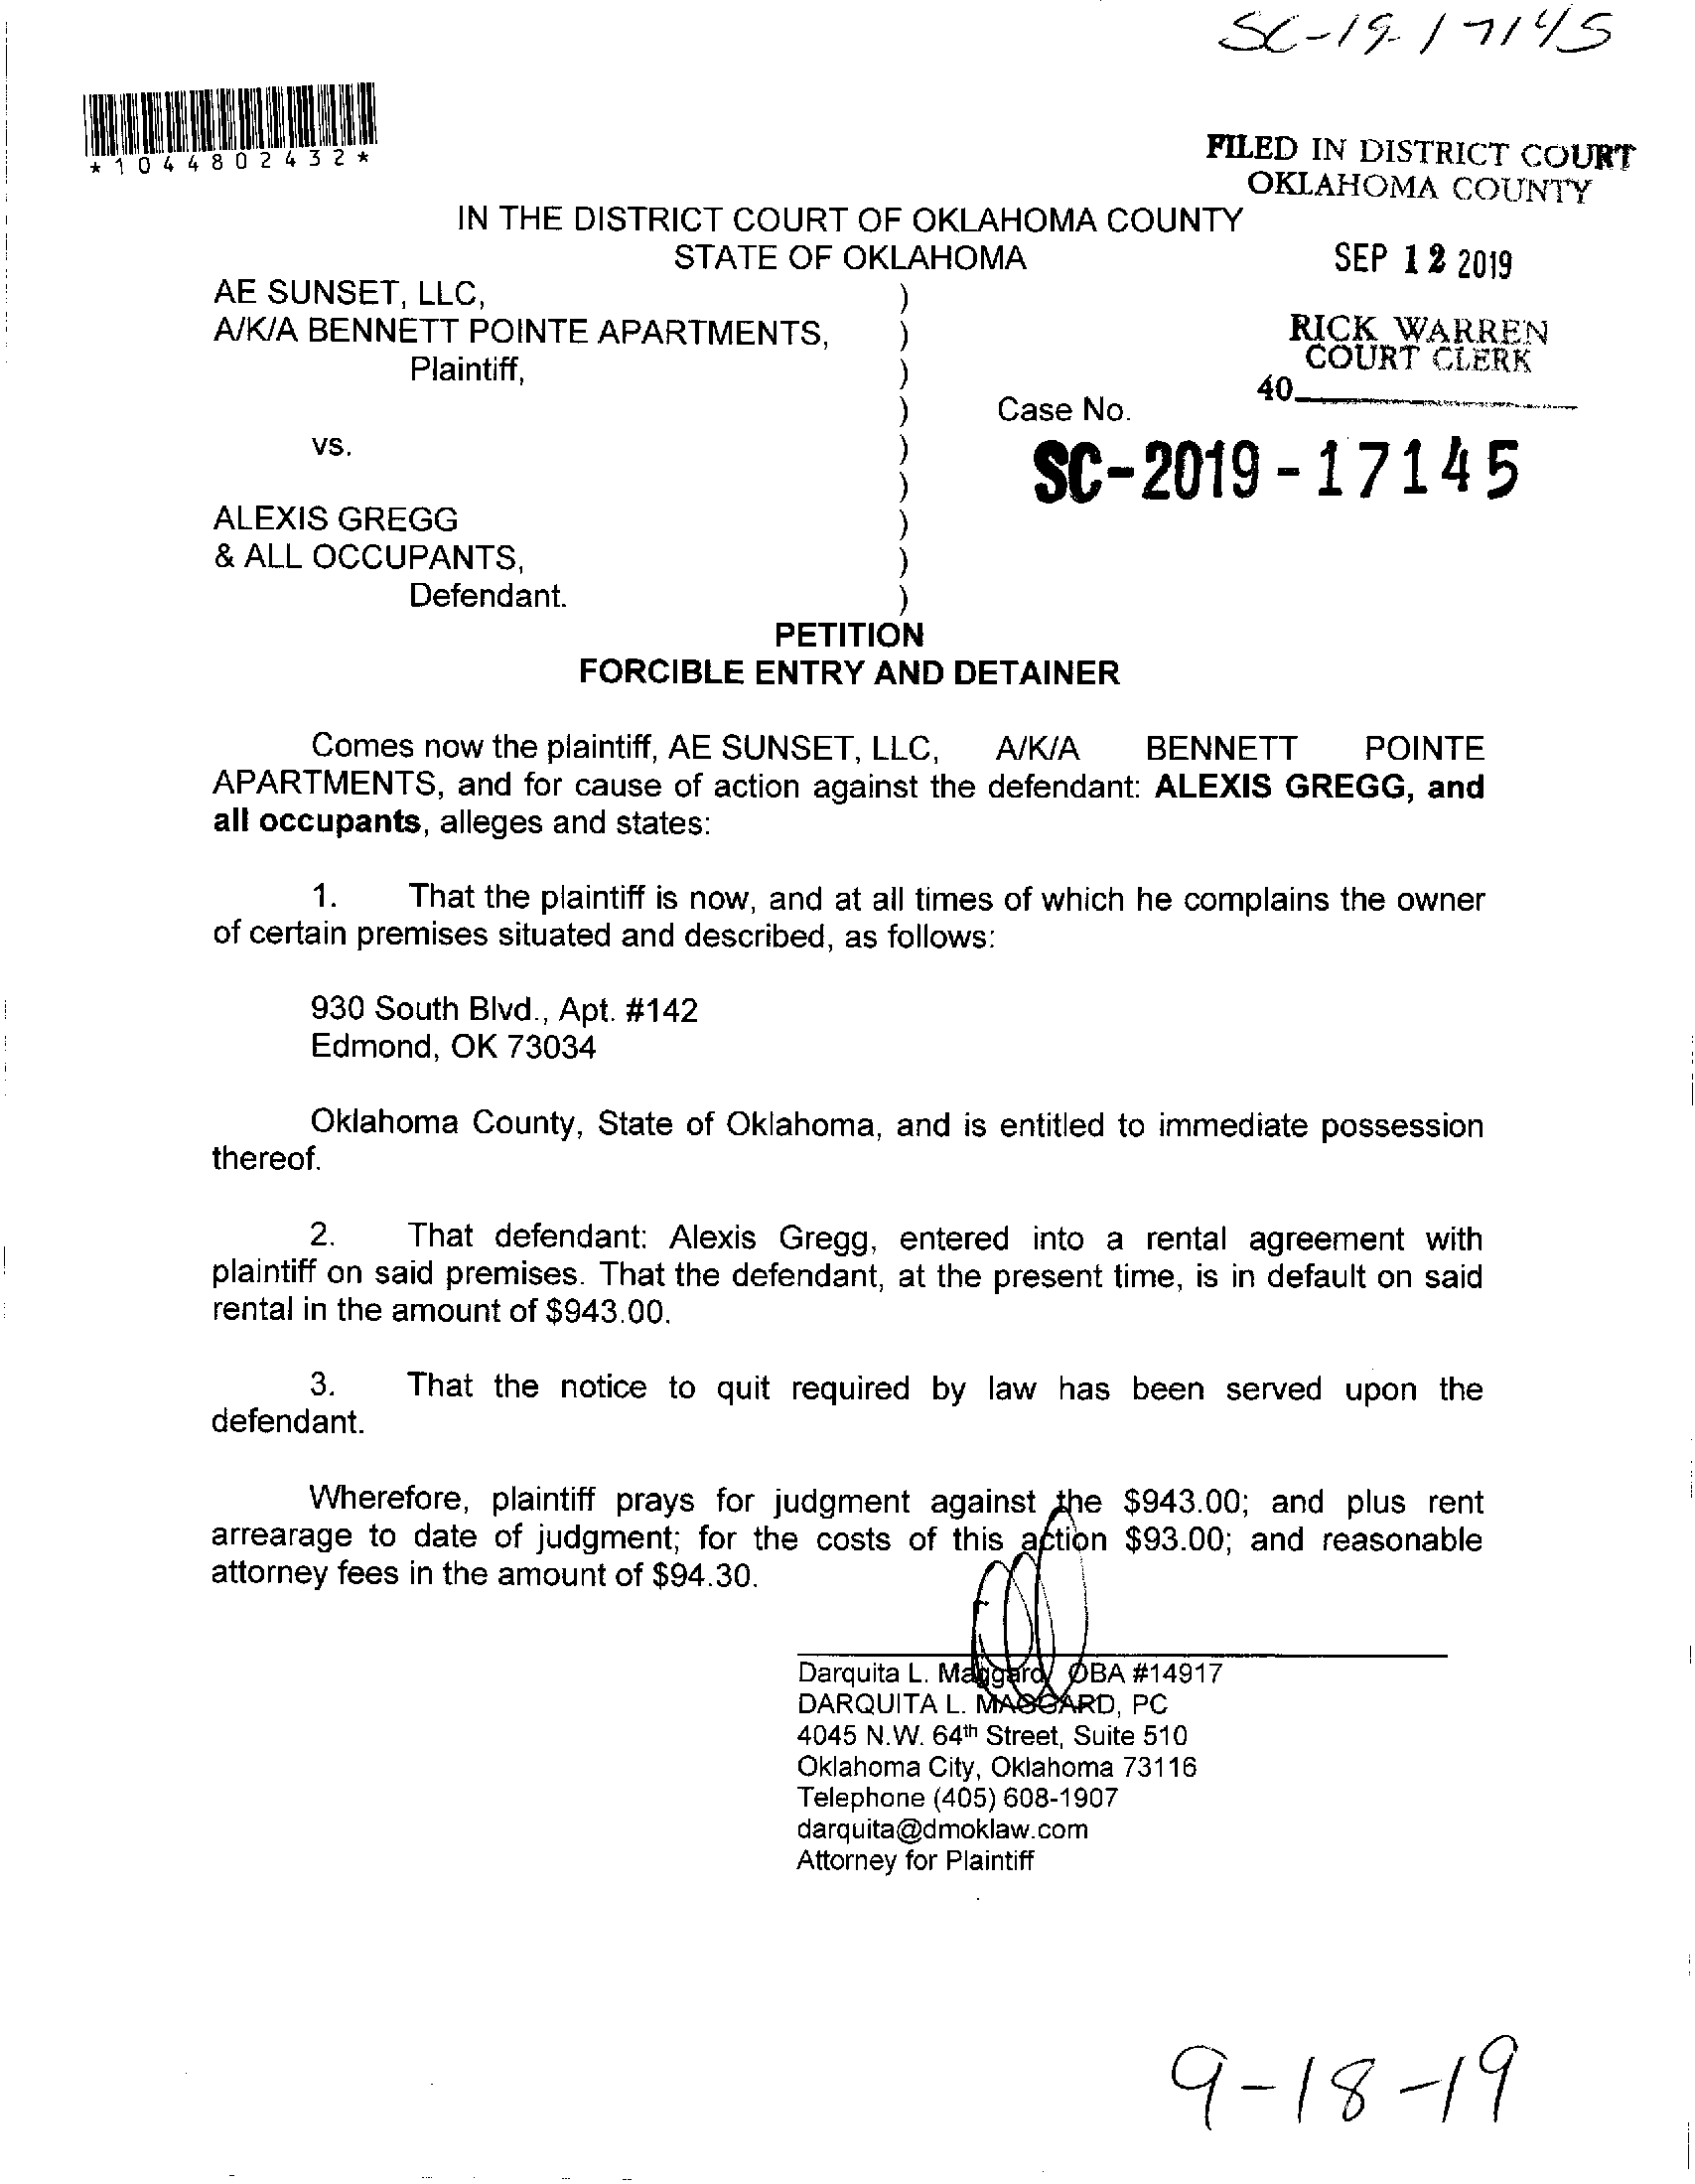 SC-19-17145
*1044802432*
FILED IN DISTRICT COURT
OKLAHOMA COUNTY
IN THE DISTRICT COURT OF OKLAHOMA COUNTY
STATE OF OKLAHOMA
SEP 12 2019
AE SUNSET, LLC, )
A/K/A BENNETT POINTE APARTMENTS, )
Plaintiff, )
RICK WARREN
COURT CLERK
40
) Case No.
vs. )
SC-2019-17145
)
ALEXIS GREGG )
& ALL OCCUPANTS, )
Defendant. )
PETITION
FORCIBLE ENTRY AND DETAINER
Comes now the plaintiff, AE SUNSET, LLC, A/K/A BENNETT POINTE
APARTMENTS, and for cause of action against the defendant: ALEXIS GREGG, and
all occupants, alleges and states:
1. That the plaintiff is now, and at all times of which he complains the owner
of certain premises situated and described, as follows:
930 South Blvd., Apt. #142
Edmond, OK 73034
Oklahoma County, State of Oklahoma, and is entitled to immediate possession
thereof.
2. That defendant: Alexis Gregg, entered into a rental agreement with
plaintiff on said premises. That the defendant, at the present time, is in default on said
rental in the amount of $943.00.
3. That the notice to quit required by law has been served upon the
defendant.
Wherefore, plaintiff prays for judgment against the $943.00; and plus rent
arrearage to date of judgment; for the costs of this action $93.00; and reasonable
attorney fees in the amount of $94.30.
Darquita L. Maggard, OBA #14917
DARQUITA L. MAGGARD, PC
4045 N.W. 64th Street, Suite 510
Oklahoma City, Oklahoma 73116
Telephone (405) 608-1907
darquita@dmoklaw.com
Attorney for Plaintiff
9-18-19